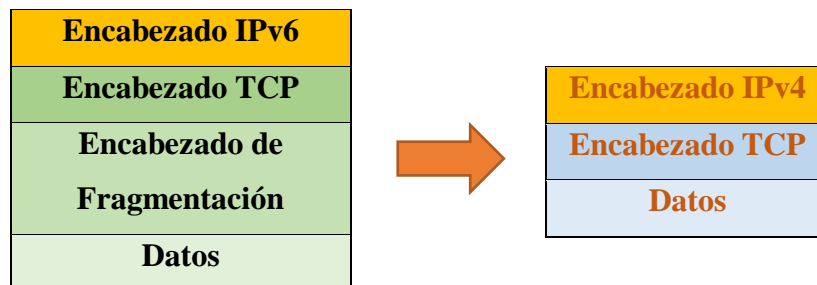 Encabezado IPv6
Encabezado TCP
Encabezado de
Fragmentación
Datos
Encabezado IPv4
Encabezado TCP
Datos